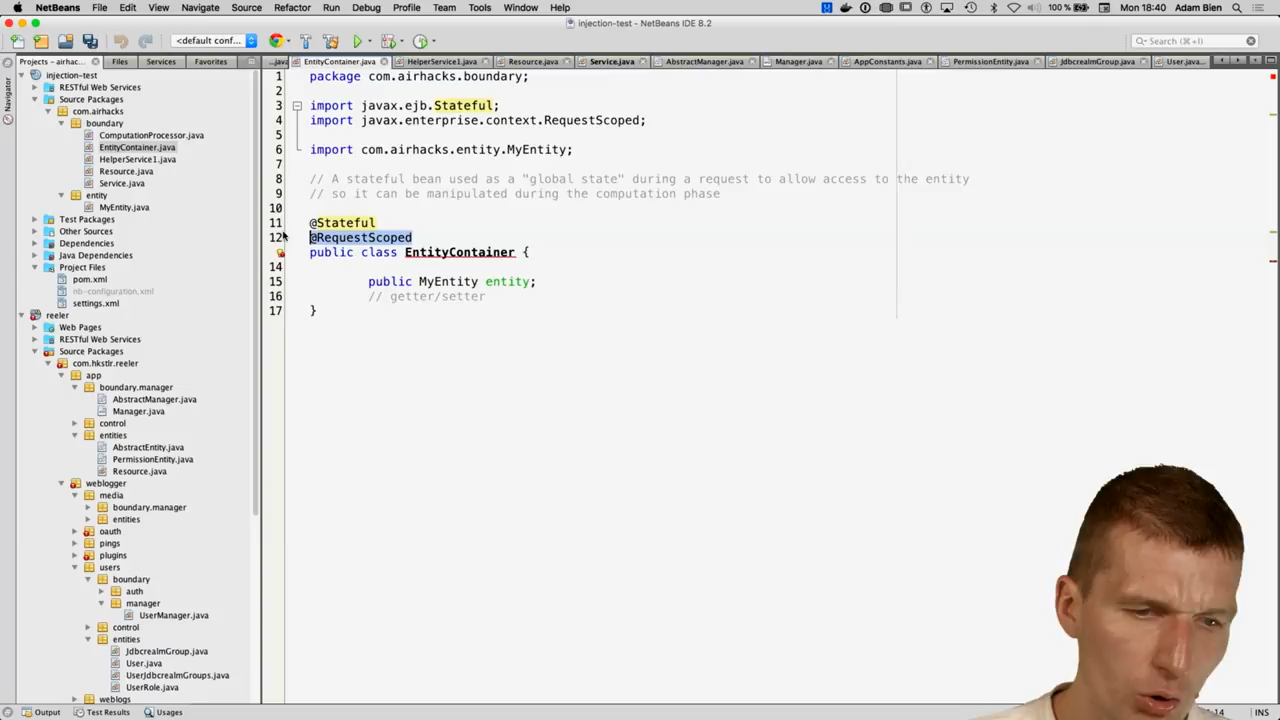 NetBeans File Edit View Navigate Source Refactor Run Debug Profile Team Tools Window Help 100 % Mon 18:40 Adam Bien
injection-test - NetBeans IDE 8.2
<default conf... Search (⌘+I)
Projects - airhac... Files Services Favorites ...java EntityContainer.java HelperService1.java Resource.java Service.java AbstractManager.java Manager.java AppConstants.java PermissionEntity.java JdbcrealmGroup.java User.java...
Navigator
injection-test
RESTful Web Services
Source Packages
com.airhacks
boundary
ComputationProcessor.java
EntityContainer.java
HelperService1.java
Resource.java
Service.java
entity
MyEntity.java
Test Packages
Other Sources
Dependencies
Java Dependencies
Project Files
pom.xml
nb-configuration.xml
settings.xml
reeler
Web Pages
RESTful Web Services
Source Packages
com.hkstlr.reeler
app
boundary.manager
AbstractManager.java
Manager.java
control
entities
AbstractEntity.java
PermissionEntity.java
Resource.java
weblogger
media
boundary.manager
entities
oauth
pings
plugins
users
boundary
auth
manager
UserManager.java
control
entities
JdbcrealmGroup.java
User.java
UserJdbcrealmGroups.java
UserRole.java
weblogs
1 package com.airhacks.boundary;
2
3 import javax.ejb.Stateful;
4 import javax.enterprise.context.RequestScoped;
5
6 import com.airhacks.entity.MyEntity;
7
8 // A stateful bean used as a "global state" during a request to allow access to the entity
9 // so it can be manipulated during the computation phase
10
11 @Stateful
12 @RequestScoped
public class EntityContainer {
14
15 public MyEntity entity;
16 // getter/setter
17 }
Output Test Results Usages INS